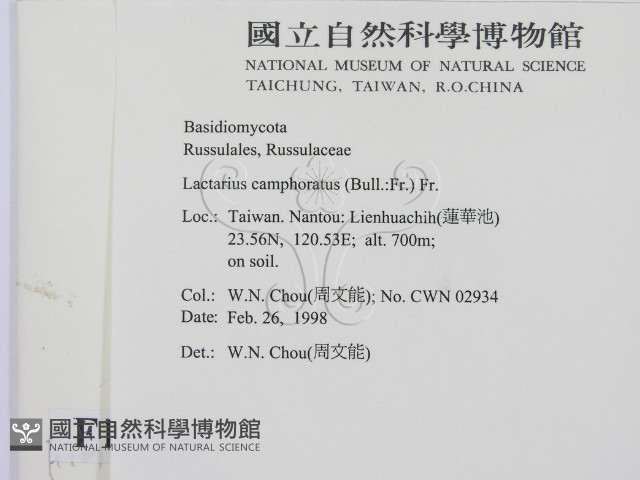 國立自然科學博物館
NATIONAL MUSEUM OF NATURAL SCIENCE
TAICHUNG, TAIWAN, R.O.CHINA
Basidiomycota
Russulales, Russulaceae
Lactarius camphoratus (Bull.:Fr.) Fr.
Loc.: Taiwan. Nantou: Lienhuachih(蓮華池)
23.56N, 120.53E; alt. 700m;
on soil.
Col.: W.N. Chou(周文能); No. CWN 02934
Date: Feb. 26, 1998
Det.: W.N. Chou(周文能)
國立自然科學博物館
NATIONAL MUSEUM OF NATURAL SCIENCE